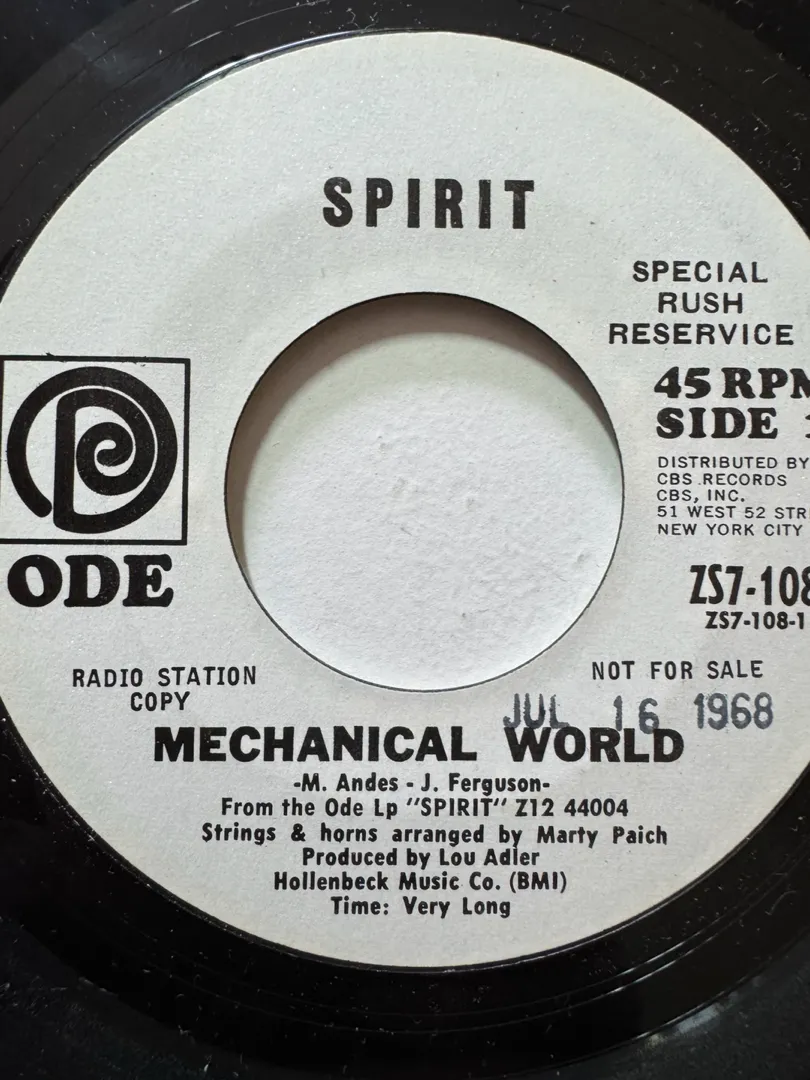 SPIRIT
SPECIAL
RUSH
RESERVICE
45 RPM
SIDE 1
DISTRIBUTED BY
CBS RECORDS
CBS, INC.
51 WEST 52 STR
NEW YORK CITY
ODE
ZS7-108
ZS7-108-1
RADIO STATION
COPY
NOT FOR SALE
JUL 16 1968
MECHANICAL WORLD
-M. Andes - J. Ferguson-
From the Ode Lp "SPIRIT" Z12 44004
Strings & horns arranged by Marty Paich
Produced by Lou Adler
Hollenbeck Music Co. (BMI)
Time: Very Long